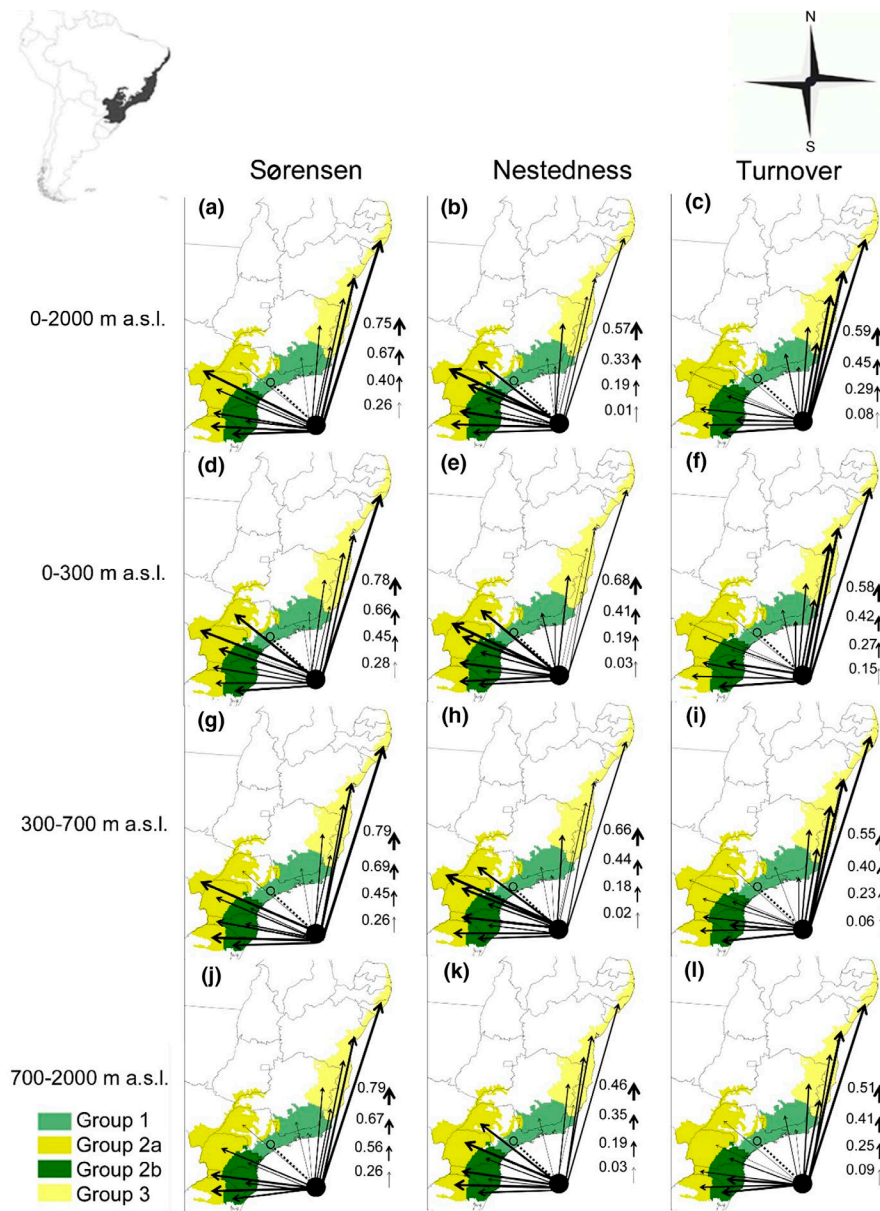 N
S
Sørensen Nestedness Turnover
0-2000 m a.s.l.
(a)
0.75
0.67
0.40
0.26
(b)
0.57
0.33
0.19
0.01
(c)
0.59
0.45
0.29
0.08
0-300 m a.s.l.
(d)
0.78
0.66
0.45
0.28
(e)
0.68
0.41
0.19
0.03
(f)
0.58
0.42
0.27
0.15
300-700 m a.s.l.
(g)
0.79
0.69
0.45
0.26
(h)
0.66
0.44
0.18
0.02
(i)
0.55
0.40
0.23
0.06
700-2000 m a.s.l.
(j)
0.79
0.67
0.56
0.26
(k)
0.46
0.35
0.19
0.03
(l)
0.51
0.41
0.25
0.09
Group 1
Group 2a
Group 2b
Group 3